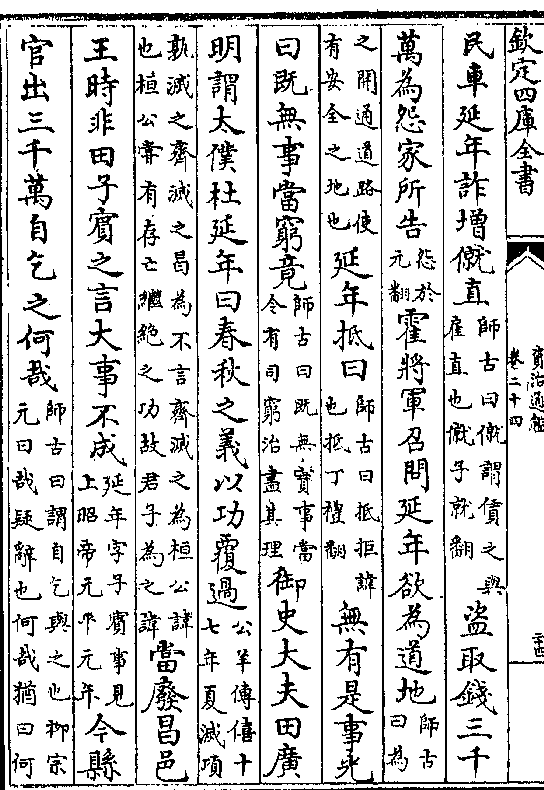 欽定四庫全書
資治通鑑
卷二十四
民車延年詐增僦直師古曰僦謂賃之與雇直也僦子就翻盜取錢三千
萬為怨家所告怨於元翻霍將軍召問延年欲為道地師古曰為
之開通道路使有安全之地也延年抵曰師古曰抵拒諱也抵丁禮翻無有是事光
曰既無事當窮竟師古曰既無實事當令有司窮治盡其理御史大夫田廣
明謂太僕杜延年曰春秋之義以功覆過公羊傳僖十七年夏滅項
孰滅之齊滅之曷為不言齊滅之為桓公諱也桓公嘗有存亡繼絶之功故君子為之諱當廢昌邑
王時非田子賓之言大事不成延年字子賓事見上昭帝元平元年今縣
官出三千萬自乞之何哉師古曰謂自乞與之也柳宗元曰哉疑辭也何哉猶曰何